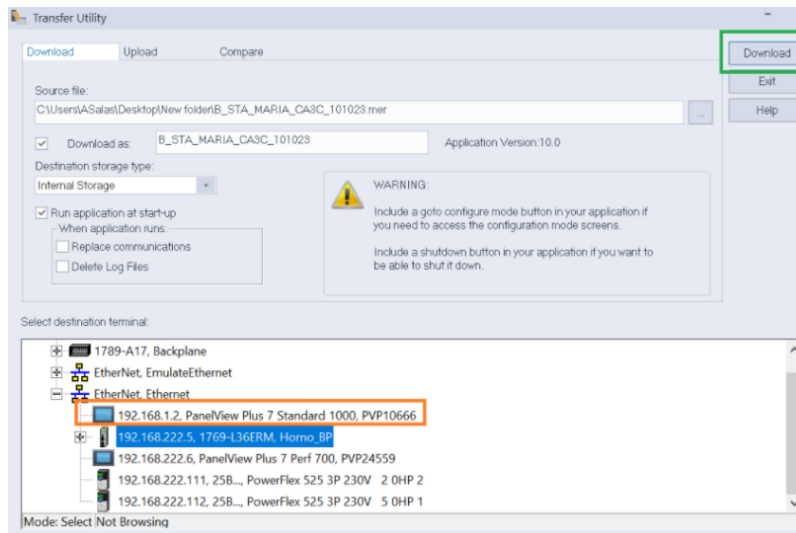 Transfer Utility
Download Upload Compare
Download
Source file:
C:\Users\ASalas\Desktop\New folder\B_STA_MARIA_CA3C_101023.mer
...
Exit
Help
Download as: B_STA_MARIA_CA3C_101023 Application Version:10.0
Destination storage type:
Internal Storage
WARNING:
Run application at start-up
When application runs:
Replace communications
Delete Log Files
Include a goto configure mode button in your application if
you need to access the configuration mode screens.
Include a shutdown button in your application if you want to
be able to shut it down.
Select destination terminal:
1789-A17, Backplane
EtherNet, EmulateEthernet
EtherNet, Ethernet
192.168.1.2, PanelView Plus 7 Standard 1000, PVP10666
192.168.222.5, 1769-L36ERM, Horno_BP
192.168.222.6, PanelView Plus 7 Perf 700, PVP24559
192.168.222.111, 25B..., PowerFlex 525 3P 230V 2 0HP 2
192.168.222.112, 25B..., PowerFlex 525 3P 230V 5 0HP 1
Mode: Select Not Browsing